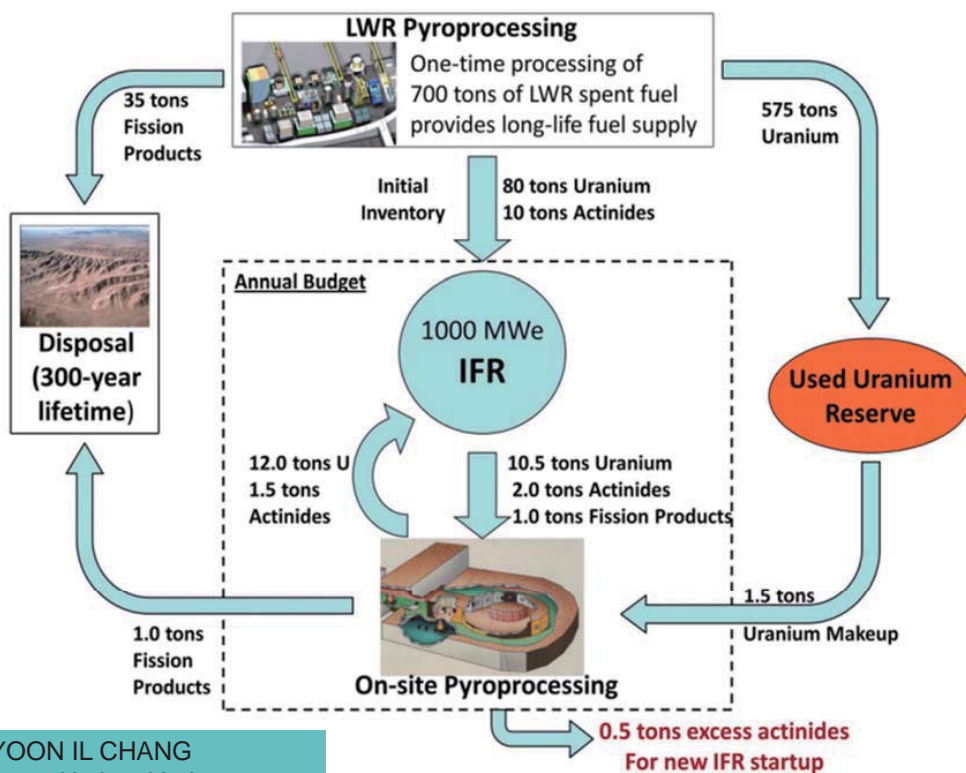 LWR Pyroprocessing
One-time processing of
700 tons of LWR spent fuel
provides long-life fuel supply
35 tons
Fission
Products
575 tons
Uranium
Initial
Inventory
80 tons Uranium
10 tons Actinides
Annual Budget
1000 MWe
IFR
Disposal
(300-year
lifetime)
Used Uranium
Reserve
12.0 tons U
1.5 tons
Actinides
10.5 tons Uranium
2.0 tons Actinides
1.0 tons Fission Products
1.5 tons
Uranium Makeup
1.0 tons
Fission
Products
On-site Pyroprocessing
0.5 tons excess actinides
For new IFR startup
YOON IL CHANG